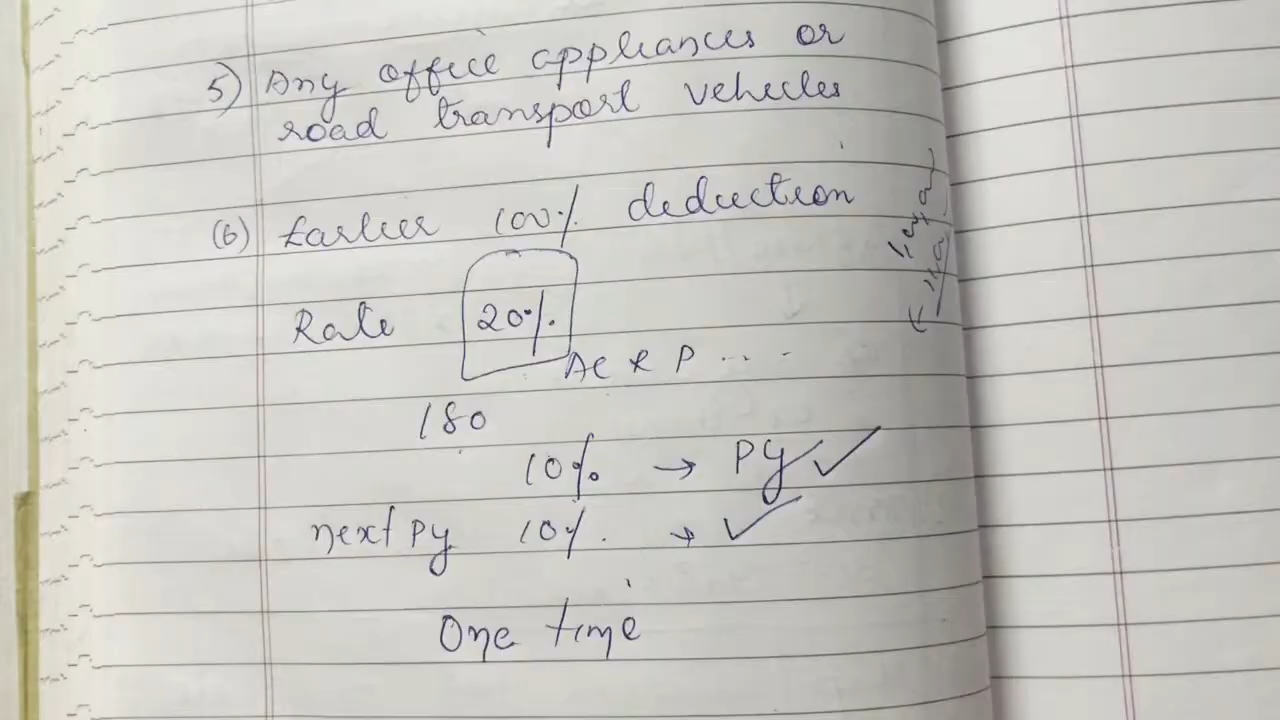 5) Any office appliances or
road transport vehicles
(6) Earlier 100% deduction
Rate 20%.
AC & P ...
180
10% → PY ✓
next PY 10%. → ✓
One time